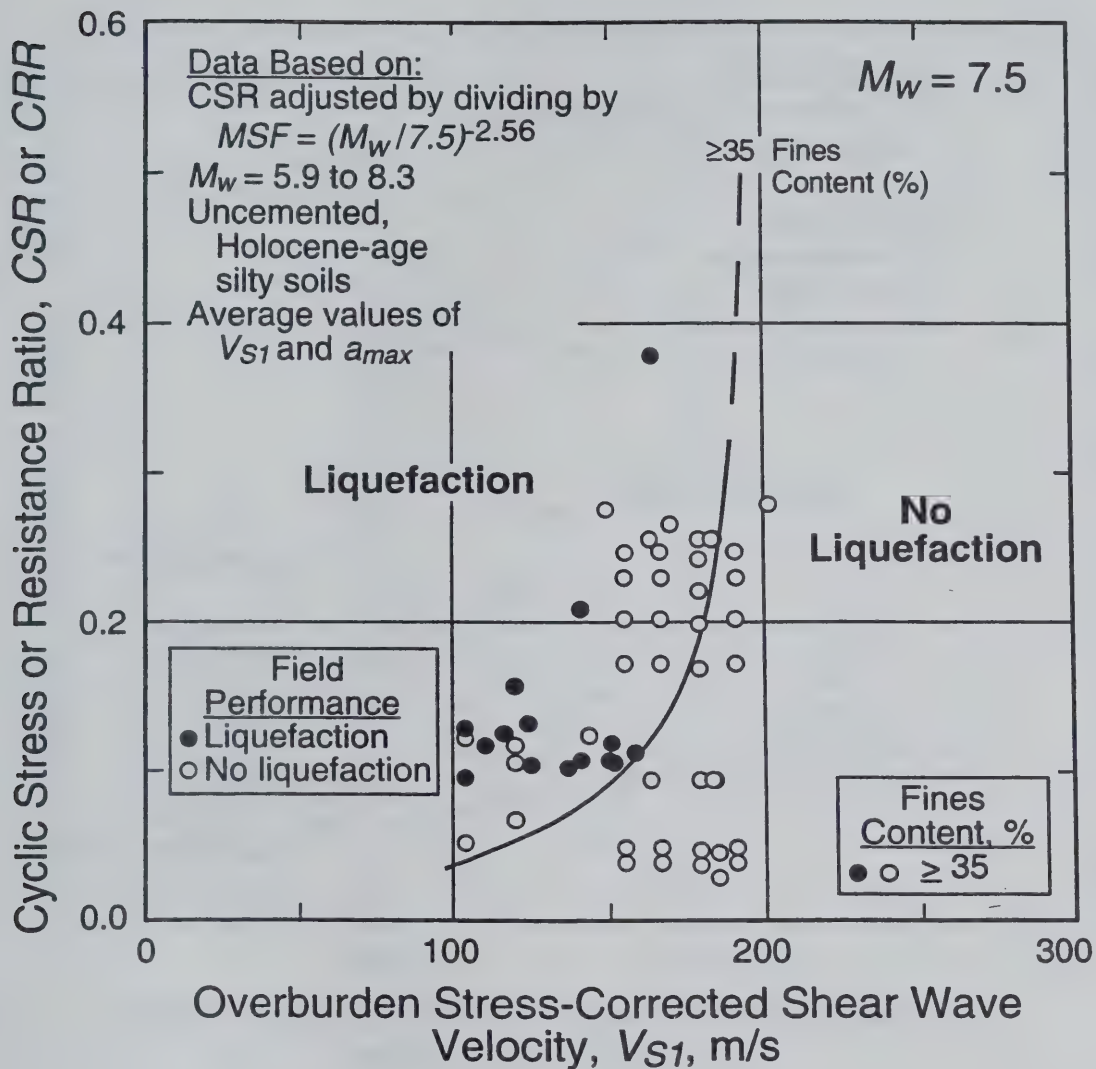 Cyclic Stress or Resistance Ratio, CSR or CRR
0.6
0.4
0.2
0.0
Data Based on:
CSR adjusted by dividing by
MSF = (Mw/7.5)-2.56
Mw = 5.9 to 8.3
Uncemented,
Holocene-age
silty soils
Average values of
VS1 and amax
Mw = 7.5
≥35 Fines
Content (%)
Liquefaction
No
Liquefaction
Field
Performance
Liquefaction
No liquefaction
Fines
Content, %
≥ 35
0 100 200 300
Overburden Stress-Corrected Shear Wave
Velocity, VS1, m/s